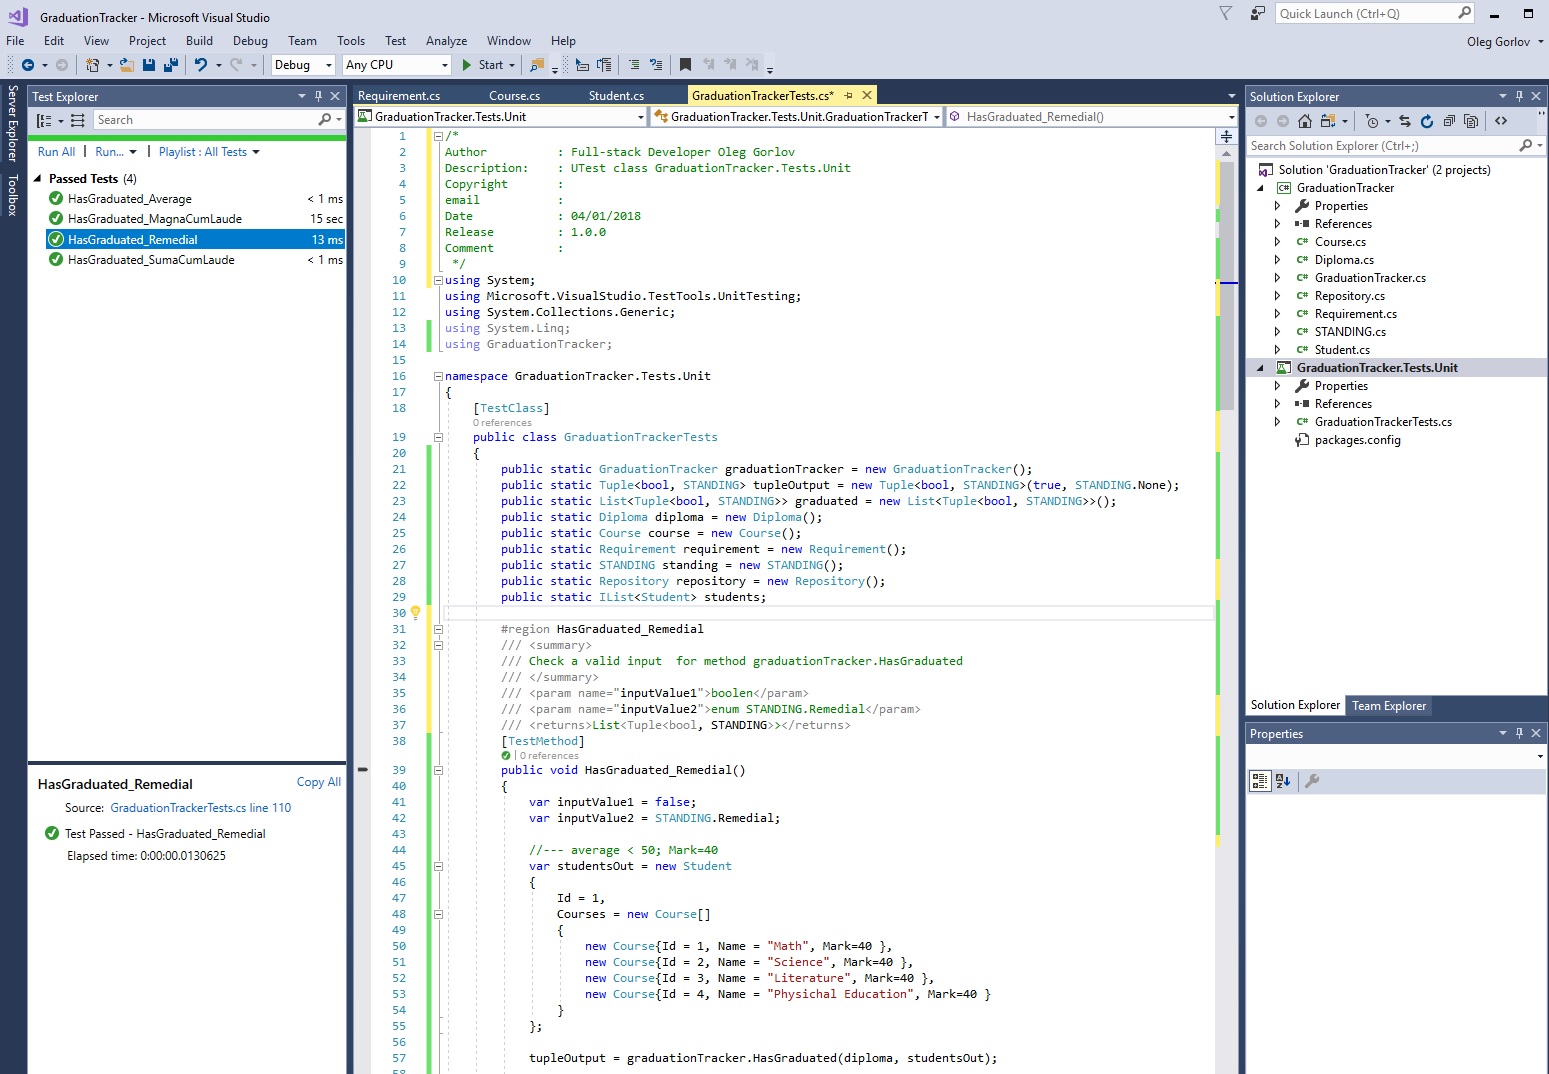 GraduationTracker - Microsoft Visual Studio
Quick Launch (Ctrl+Q)
File Edit View Project Build Debug Team Tools Test Analyze Window Help
Oleg Gorlov
Debug Any CPU Start
Server Explorer
Toolbox
Test Explorer
Search
Run All | Run... | Playlist : All Tests
Passed Tests (4)
HasGraduated_Average < 1 ms
HasGraduated_MagnaCumLaude 15 sec
HasGraduated_Remedial 13 ms
HasGraduated_SumaCumLaude < 1 ms
HasGraduated_Remedial
Copy All
Source: GraduationTrackerTests.cs line 110
Test Passed - HasGraduated_Remedial
Elapsed time: 0:00:00.0130625
Requirement.cs Course.cs Student.cs GraduationTrackerTests.cs*
GraduationTracker.Tests.Unit GraduationTracker.Tests.Unit.GraduationTrackerT HasGraduated_Remedial()
1 /*
2 Author : Full-stack Developer Oleg Gorlov
3 Description: : UTest class GraduationTracker.Tests.Unit
4 Copyright :
5 email :
6 Date : 04/01/2018
7 Release : 1.0.0
8 Comment :
9 */
10 using System;
11 using Microsoft.VisualStudio.TestTools.UnitTesting;
12 using System.Collections.Generic;
13 using System.Linq;
14 using GraduationTracker;
15
16 namespace GraduationTracker.Tests.Unit
17 {
18 [TestClass]
0 references
19 public class GraduationTrackerTests
20 {
21 public static GraduationTracker graduationTracker = new GraduationTracker();
22 public static Tuple<bool, STANDING> tupleOutput = new Tuple<bool, STANDING>(true, STANDING.None);
23 public static List<Tuple<bool, STANDING>> graduated = new List<Tuple<bool, STANDING>>();
24 public static Diploma diploma = new Diploma();
25 public static Course course = new Course();
26 public static Requirement requirement = new Requirement();
27 public static STANDING standing = new STANDING();
28 public static Repository repository = new Repository();
29 public static IList<Student> students;
30
31 #region HasGraduated_Remedial
32 /// <summary>
33 /// Check a valid input  for method graduationTracker.HasGraduated
34 /// </summary>
35 /// <param name="inputValue1">boolen</param>
36 /// <param name="inputValue2">enum STANDING.Remedial</param>
37 /// <returns>List<Tuple<bool, STANDING>></returns>
38 [TestMethod]
| 0 references
39 public void HasGraduated_Remedial()
40 {
41 var inputValue1 = false;
42 var inputValue2 = STANDING.Remedial;
43
44 //--- average < 50; Mark=40
45 var studentsOut = new Student
46 {
47 Id = 1,
48 Courses = new Course[]
49 {
50 new Course{Id = 1, Name = "Math", Mark=40 },
51 new Course{Id = 2, Name = "Science", Mark=40 },
52 new Course{Id = 3, Name = "Literature", Mark=40 },
53 new Course{Id = 4, Name = "Physichal Education", Mark=40 }
54 }
55 };
56
57 tupleOutput = graduationTracker.HasGraduated(diploma, studentsOut);
58
Solution Explorer
Search Solution Explorer (Ctrl+;)
Solution 'GraduationTracker' (2 projects)
GraduationTracker
Properties
References
Course.cs
Diploma.cs
GraduationTracker.cs
Repository.cs
Requirement.cs
STANDING.cs
Student.cs
GraduationTracker.Tests.Unit
Properties
References
GraduationTrackerTests.cs
packages.config
Solution Explorer Team Explorer
Properties